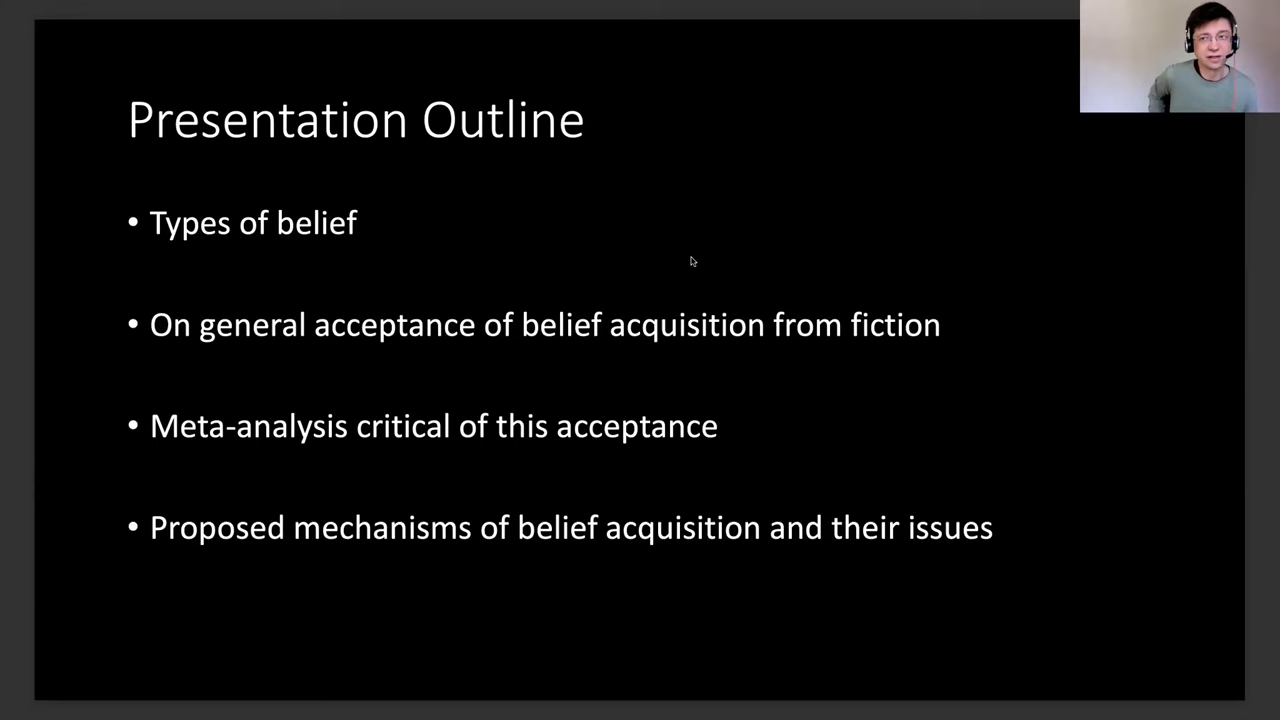 Presentation Outline
• Types of belief
• On general acceptance of belief acquisition from fiction
• Meta-analysis critical of this acceptance
• Proposed mechanisms of belief acquisition and their issues